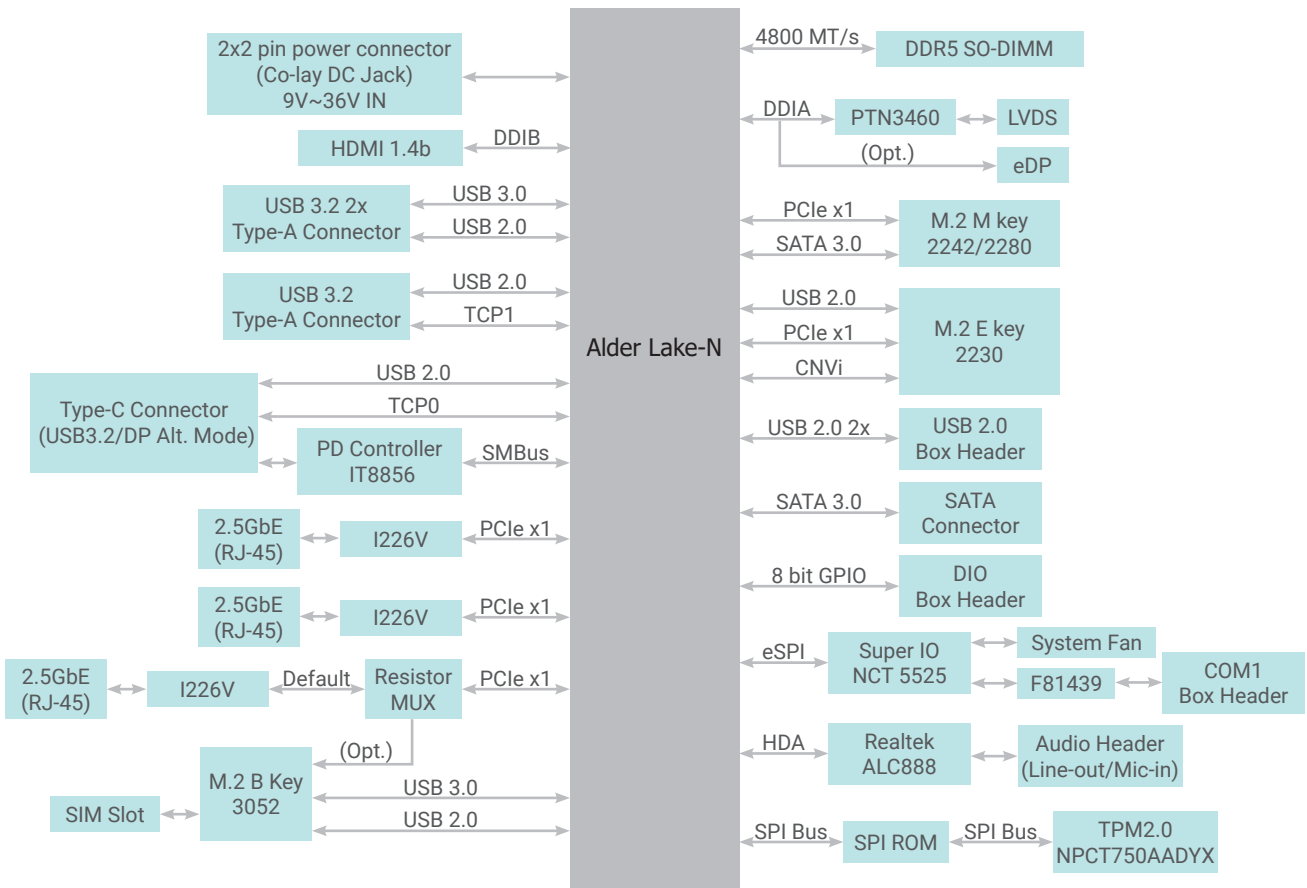 2x2 pin power connector
(Co-lay DC Jack)
9V~36V IN
HDMI 1.4b
DDIB
USB 3.2 2x
Type-A Connector
USB 3.0
USB 2.0
USB 3.2
Type-A Connector
USB 2.0
TCP1
Type-C Connector
(USB3.2/DP Alt. Mode)
USB 2.0
TCP0
PD Controller
IT8856
SMBus
2.5GbE
(RJ-45)
I226V
PCIe x1
2.5GbE
(RJ-45)
I226V
PCIe x1
2.5GbE
(RJ-45)
I226V
Default
Resistor
MUX
PCIe x1
(Opt.)
SIM Slot
M.2 B Key
3052
USB 3.0
USB 2.0
Alder Lake-N
4800 MT/s
DDR5 SO-DIMM
DDIA
PTN3460
LVDS
(Opt.)
eDP
PCIe x1
SATA 3.0
M.2 M key
2242/2280
USB 2.0
PCIe x1
CNVi
M.2 E key
2230
USB 2.0 2x
USB 2.0
Box Header
SATA 3.0
SATA
Connector
8 bit GPIO
DIO
Box Header
eSPI
Super IO
NCT 5525
System Fan
F81439
COM1
Box Header
HDA
Realtek
ALC888
Audio Header
(Line-out/Mic-in)
SPI Bus
SPI ROM
SPI Bus
TPM2.0
NPCT750AADYX